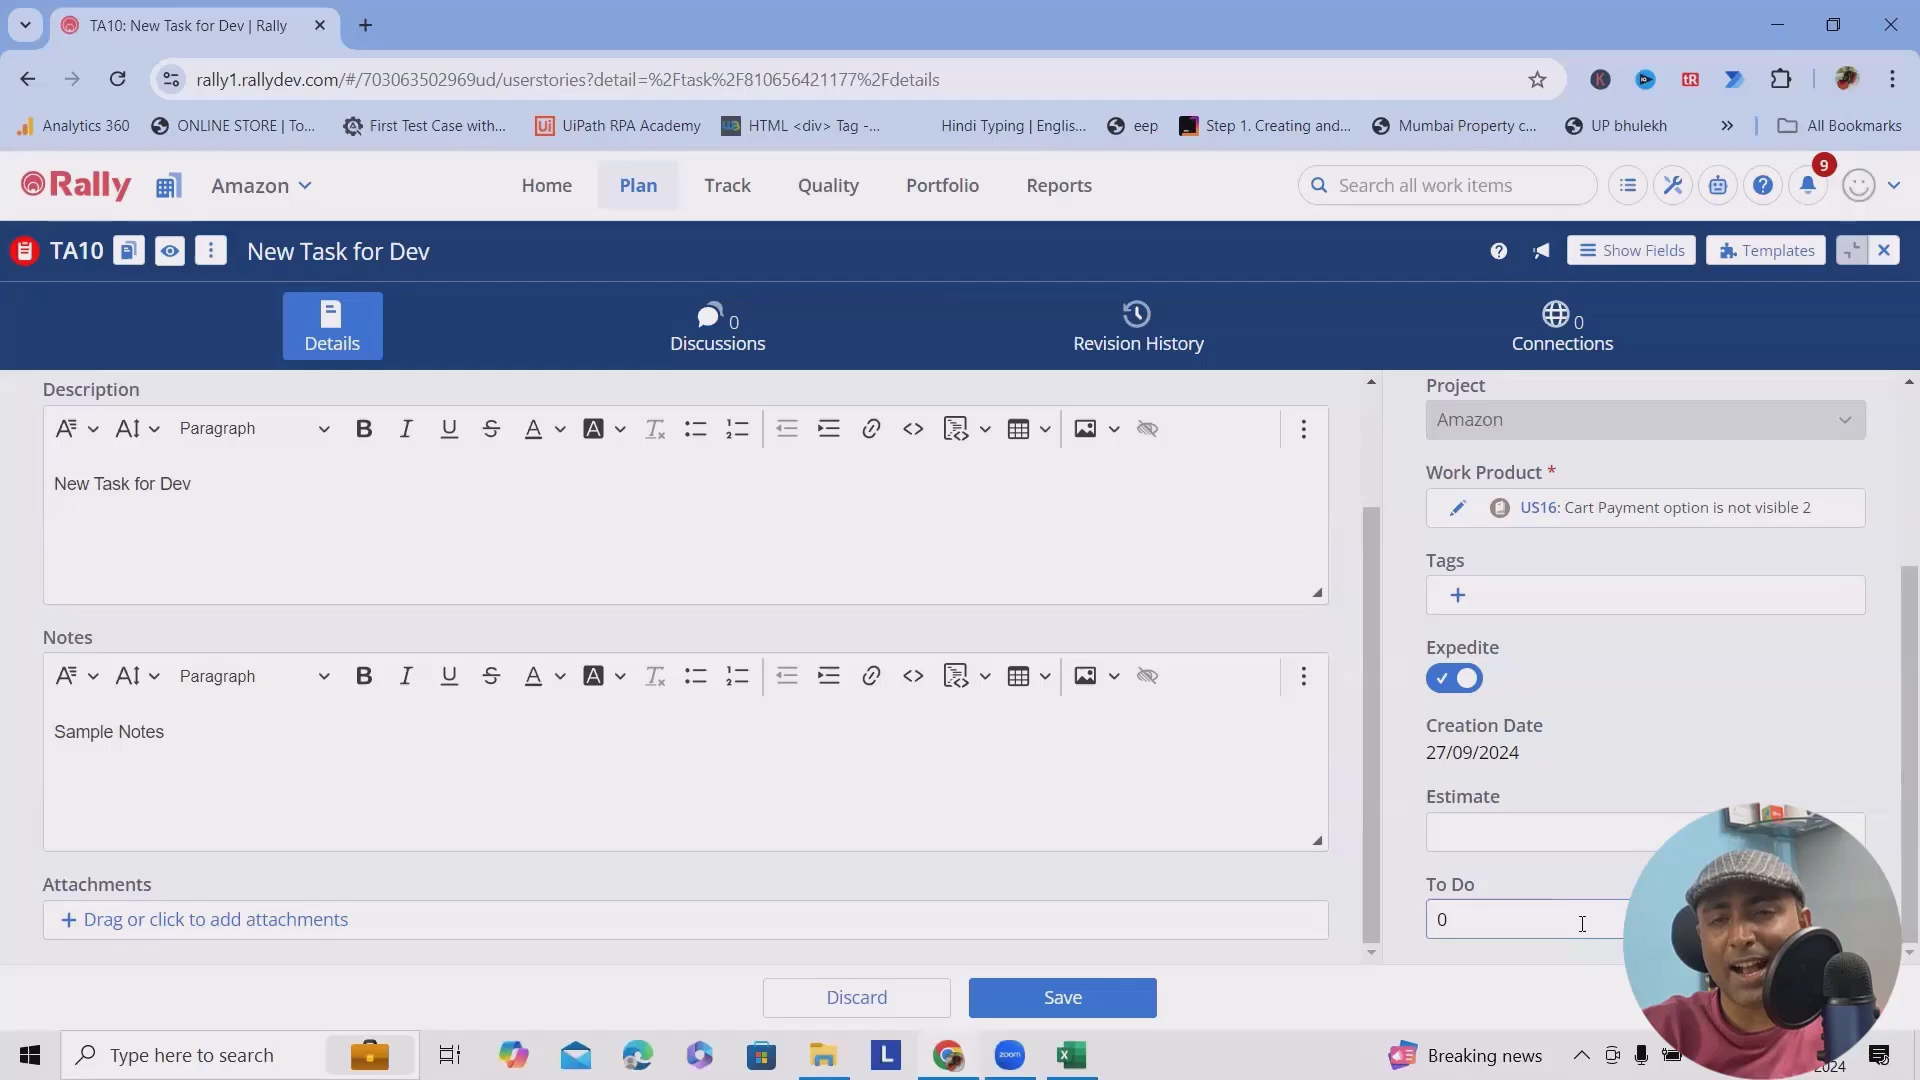 TA10: New Task for Dev | Rally
rally1.rallydev.com/#/703063502969ud/userstories?detail=%2Ftask%2F810656421177%2Fdetails
Analytics 360
ONLINE STORE | To...
First Test Case with...
UiPath RPA Academy
HTML <div> Tag -...
Hindi Typing | Englis...
eep
Step 1. Creating and...
Mumbai Property c...
UP bhulekh
All Bookmarks
Rally
Amazon
Home
Plan
Track
Quality
Portfolio
Reports
Search all work items
9
TA10
New Task for Dev
Show Fields
Templates
Details
0
Discussions
Revision History
0
Connections
Description
Paragraph
New Task for Dev
Notes
Paragraph
Sample Notes
Attachments
+ Drag or click to add attachments
Project
Amazon
Work Product *
US16: Cart Payment option is not visible 2
Tags
+
Expedite
Creation Date
27/09/2024
Estimate
To Do
0
Discard
Save
Type here to search
zoom
Breaking news
2024